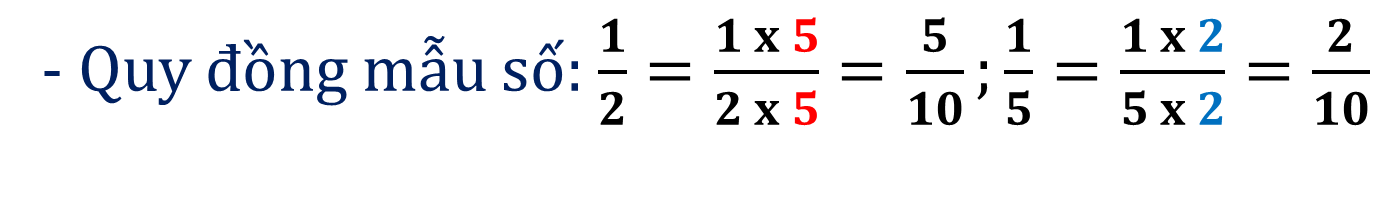 - Quy đồng mẫu số: 1/2 = 1 x 5/2 x 5 = 5/10 ; 1/5 = 1 x 2/5 x 2 = 2/10